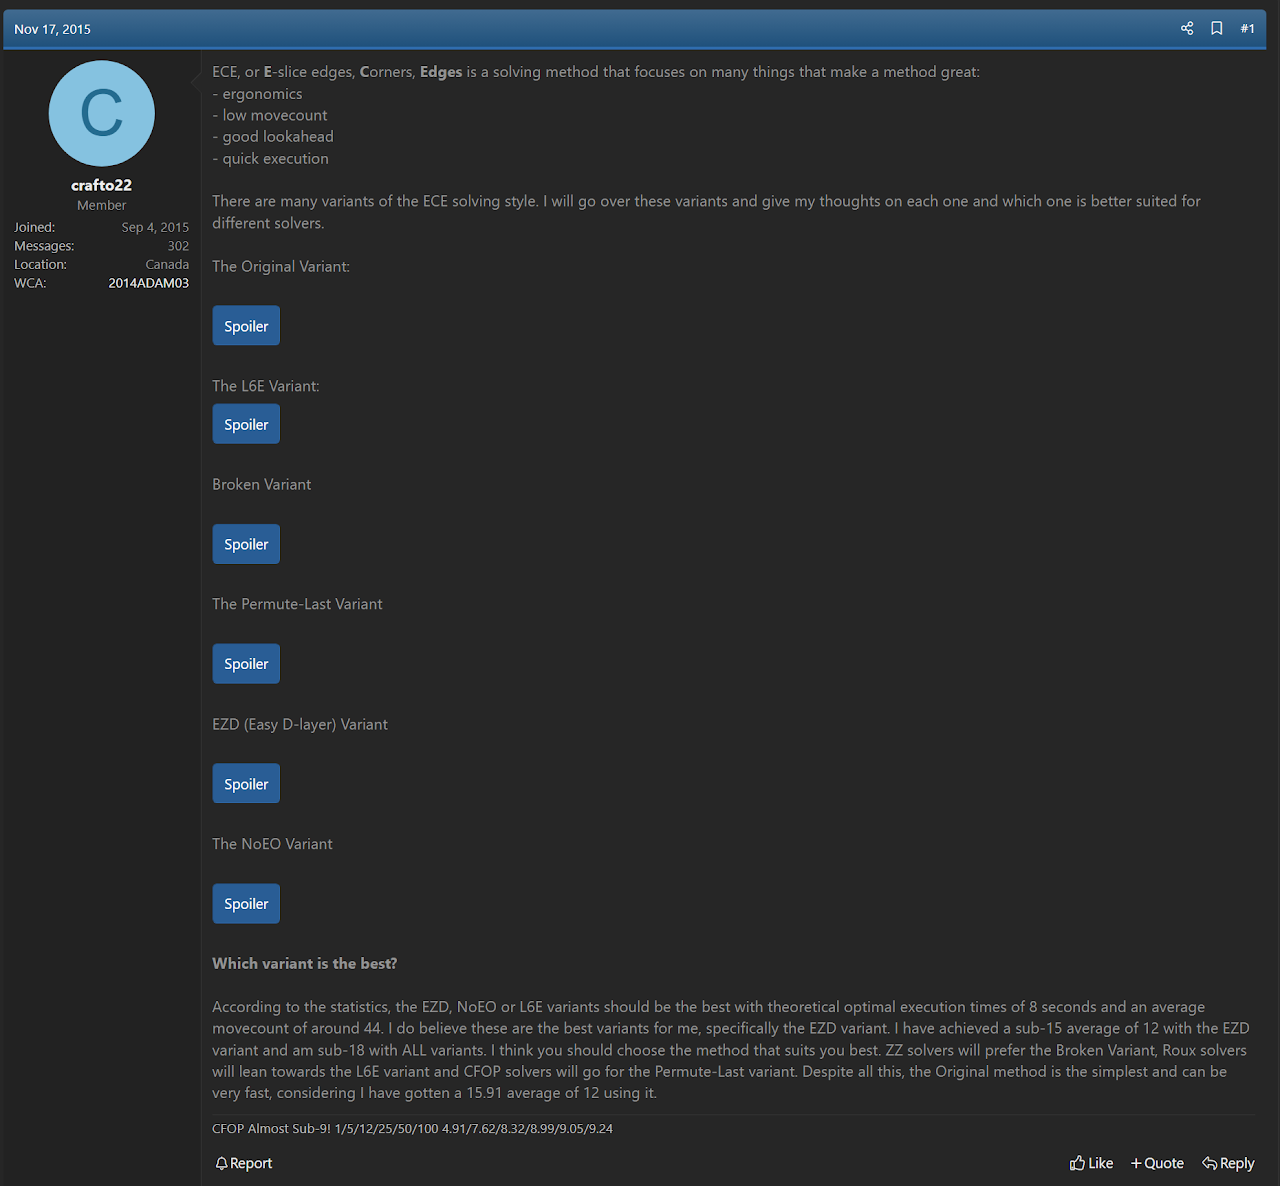 Nov 17, 2015
#1
C
crafto22
Member
Joined: Sep 4, 2015
Messages: 302
Location: Canada
WCA: 2014ADAM03
ECE, or E-slice edges, Corners, Edges is a solving method that focuses on many things that make a method great:
- ergonomics
- low movecount
- good lookahead
- quick execution
There are many variants of the ECE solving style. I will go over these variants and give my thoughts on each one and which one is better suited for
different solvers.
The Original Variant:
Spoiler
The L6E Variant:
Spoiler
Broken Variant
Spoiler
The Permute-Last Variant
Spoiler
EZD (Easy D-layer) Variant
Spoiler
The NoEO Variant
Spoiler
Which variant is the best?
According to the statistics, the EZD, NoEO or L6E variants should be the best with theoretical optimal execution times of 8 seconds and an average
movecount of around 44. I do believe these are the best variants for me, specifically the EZD variant. I have achieved a sub-15 average of 12 with the EZD
variant and am sub-18 with ALL variants. I think you should choose the method that suits you best. ZZ solvers will prefer the Broken Variant, Roux solvers
will lean towards the L6E variant and CFOP solvers will go for the Permute-Last variant. Despite all this, the Original method is the simplest and can be
very fast, considering I have gotten a 15.91 average of 12 using it.
CFOP Almost Sub-9! 1/5/12/25/50/100 4.91/7.62/8.32/8.99/9.05/9.24
Report
Like
+Quote
Reply